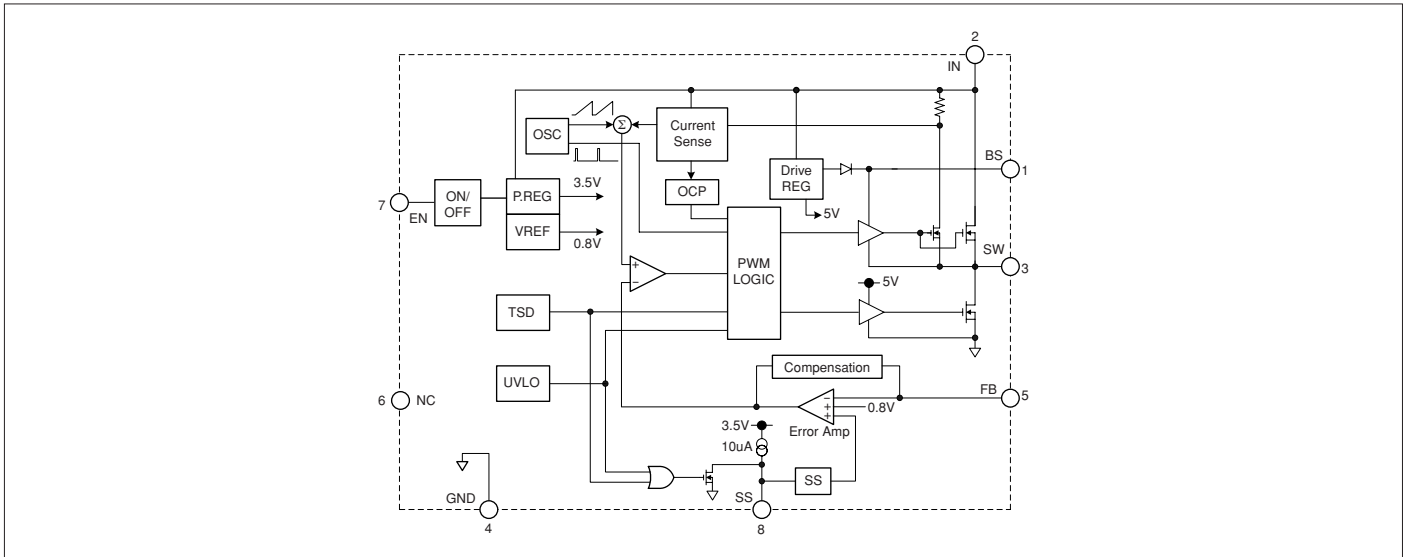 2
IN
OSC
Σ
Current
Sense
BS
1
Drive
REG
5V
OCP
7
EN
ON/
OFF
P.REG
3.5V
VREF
0.8V
PWM
LOGIC
SW
3
+
−
5V
TSD
UVLO
Compensation
FB
5
6
NC
−
+
+
0.8V
Error Amp
3.5V
10uA
SS
GND
4
SS
8